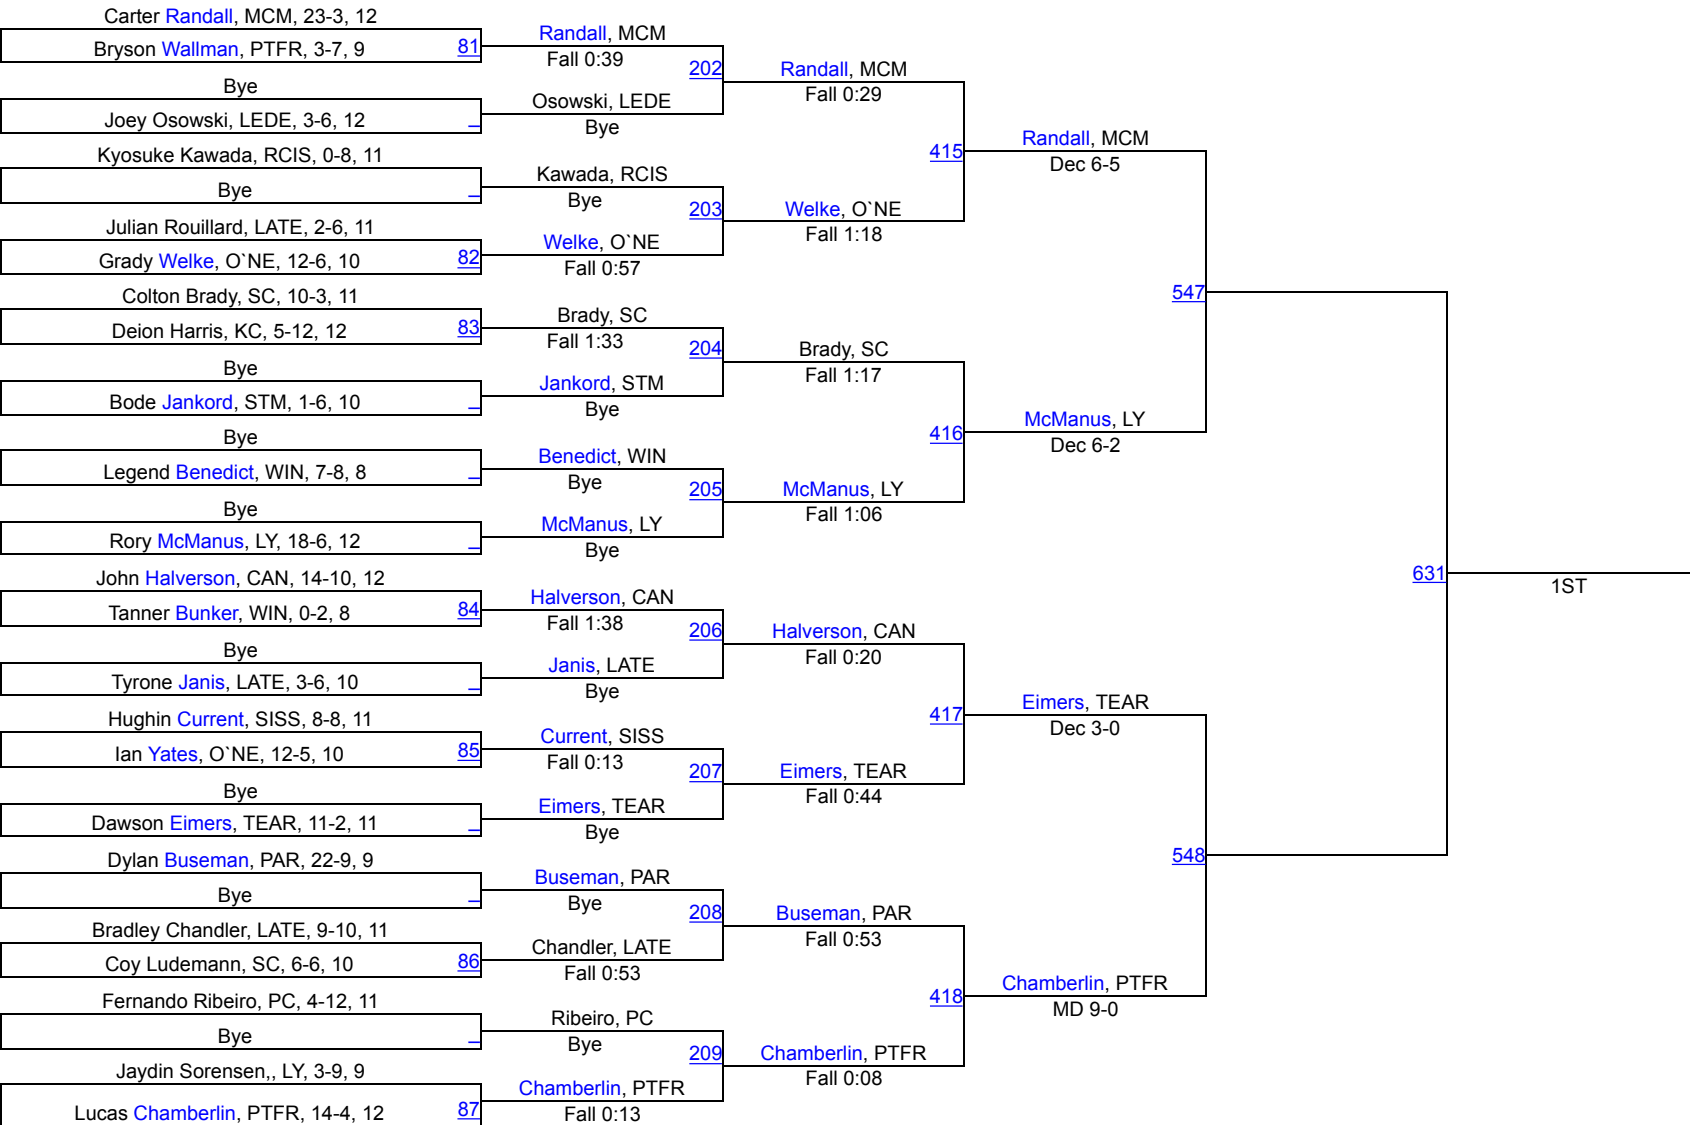 Carter Randall, MCM, 23-3, 12
Bryson Wallman, PTFR, 3-7, 9
81
Bye
Joey Osowski, LEDE, 3-6, 12
Kyosuke Kawada, RCIS, 0-8, 11
Bye
Julian Rouillard, LATE, 2-6, 11
Grady Welke, O`NE, 12-6, 10
82
Colton Brady, SC, 10-3, 11
Deion Harris, KC, 5-12, 12
83
Bye
Bode Jankord, STM, 1-6, 10
Bye
Legend Benedict, WIN, 7-8, 8
Bye
Rory McManus, LY, 18-6, 12
John Halverson, CAN, 14-10, 12
Tanner Bunker, WIN, 0-2, 8
84
Bye
Tyrone Janis, LATE, 3-6, 10
Hughin Current, SISS, 8-8, 11
Ian Yates, O`NE, 12-5, 10
85
Bye
Dawson Eimers, TEAR, 11-2, 11
Dylan Buseman, PAR, 22-9, 9
Bye
Bradley Chandler, LATE, 9-10, 11
Coy Ludemann, SC, 6-6, 10
86
Fernando Ribeiro, PC, 4-12, 11
Bye
Jaydin Sorensen,, LY, 3-9, 9
Lucas Chamberlin, PTFR, 14-4, 12
87
Randall, MCM
Fall 0:39
202
Osowski, LEDE
Bye
Kawada, RCIS
Bye
203
Welke, O`NE
Fall 0:57
Brady, SC
Fall 1:33
204
Jankord, STM
Bye
Benedict, WIN
Bye
205
McManus, LY
Bye
Halverson, CAN
Fall 1:38
206
Janis, LATE
Bye
Current, SISS
Fall 0:13
207
Eimers, TEAR
Bye
Buseman, PAR
Bye
208
Chandler, LATE
Fall 0:53
Ribeiro, PC
Bye
209
Chamberlin, PTFR
Fall 0:13
Randall, MCM
Fall 0:29
415
Welke, O`NE
Fall 1:18
Brady, SC
Fall 1:17
416
McManus, LY
Fall 1:06
Halverson, CAN
Fall 0:20
417
Eimers, TEAR
Fall 0:44
Buseman, PAR
Fall 0:53
418
Chamberlin, PTFR
Fall 0:08
Randall, MCM
Dec 6-5
547
McManus, LY
Dec 6-2
Eimers, TEAR
Dec 3-0
548
Chamberlin, PTFR
MD 9-0
631
1ST